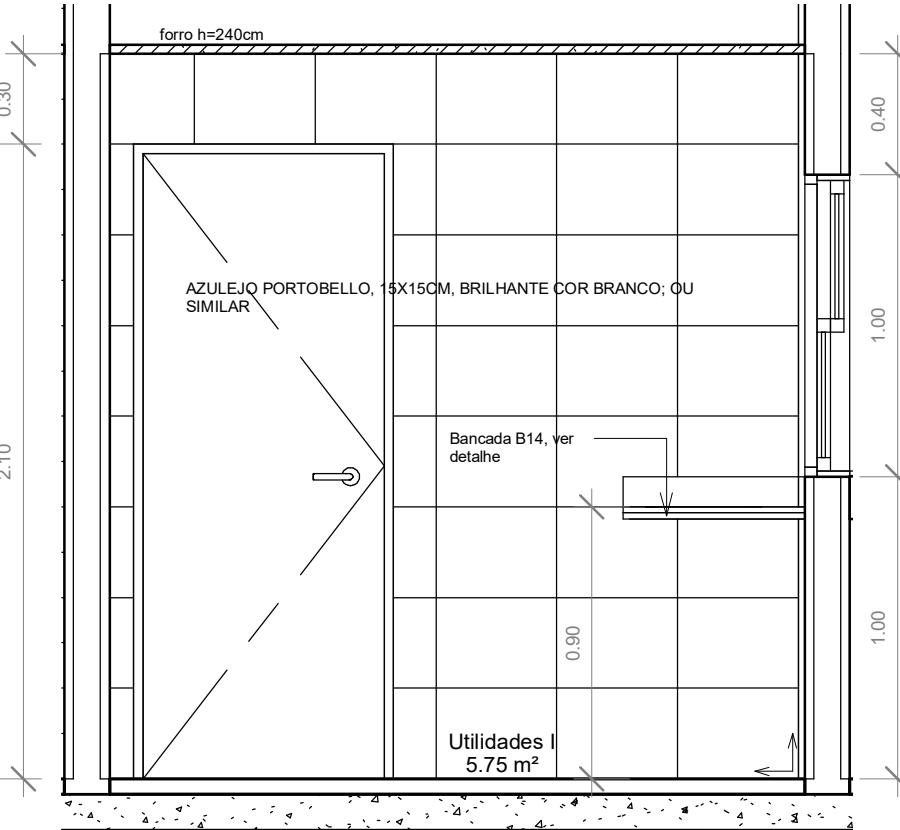 forro h=240cm
0.30
0.40
AZULEJO PORTOBELLO, 15X15CM, BRILHANTE COR BRANCO; OU
SIMILAR
1.00
Bancada B14, ver
detalhe
2.10
0.90
1.00
Utilidades I
5.75 m²